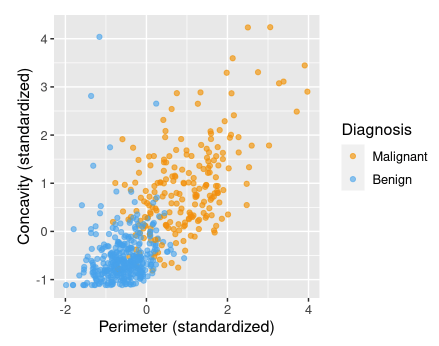 4
3
2
1
0
-1
-2 0 2 4
Perimeter (standardized)
Concavity (standardized)
Diagnosis
Malignant
Benign